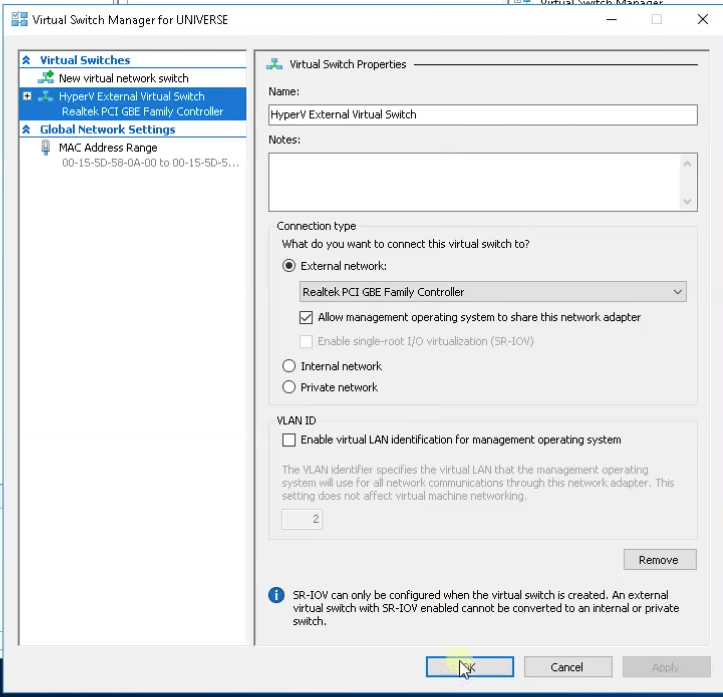 Virtual Switch Manager
Virtual Switch Manager for UNIVERSE
Virtual Switches
New virtual network switch
HyperV External Virtual Switch
Realtek PCI GBE Family Controller
Global Network Settings
MAC Address Range
00-15-5D-58-0A-00 to 00-15-5D-5...
Virtual Switch Properties
Name:
HyperV External Virtual Switch
Notes:
Connection type
What do you want to connect this virtual switch to?
External network:
Realtek PCI GBE Family Controller
Allow management operating system to share this network adapter
Enable single-root I/O virtualization (SR-IOV)
Internal network
Private network
VLAN ID
Enable virtual LAN identification for management operating system
The VLAN identifier specifies the virtual LAN that the management operating
system will use for all network communications through this network adapter. This
setting does not affect virtual machine networking.
2
Remove
SR-IOV can only be configured when the virtual switch is created. An external
virtual switch with SR-IOV enabled cannot be converted to an internal or private
switch.
OK
Cancel
Apply